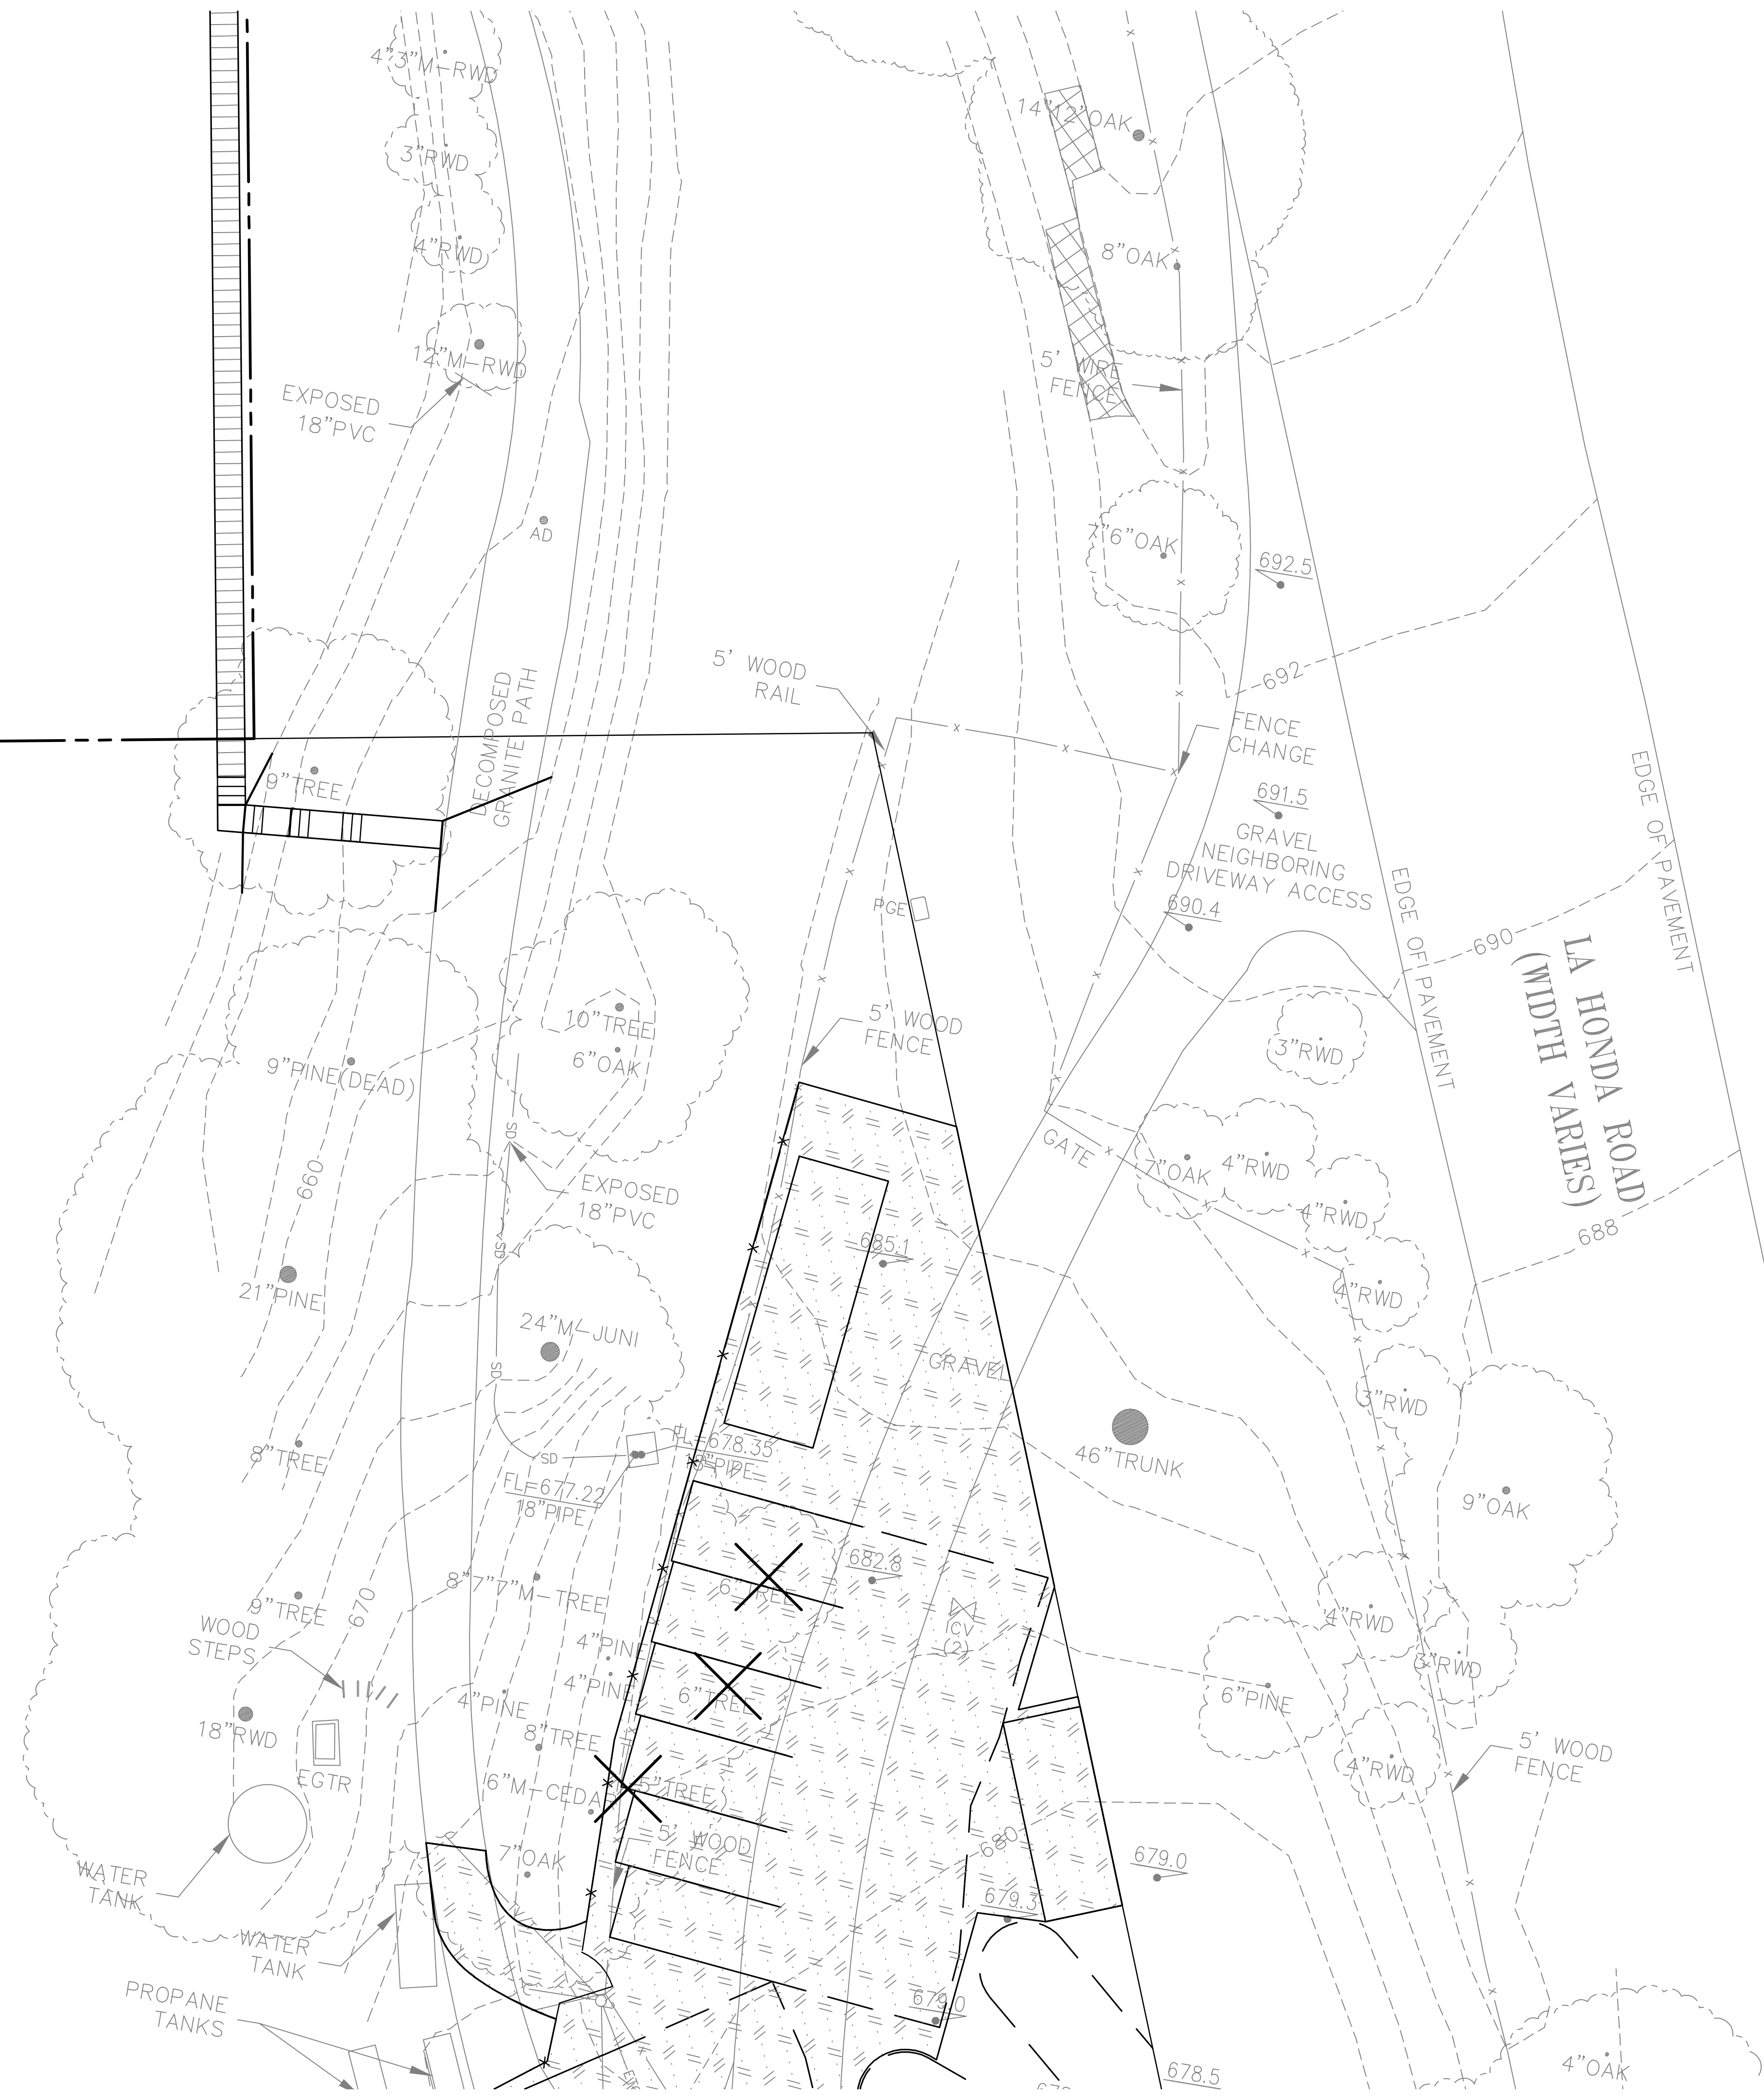 4"3"M-RWD
3"RWD
4"RWD
12"M-RWD
EXPOSED
18"PVC
AD
14"12"OAK
8"OAK
5' WIRE
FENCE
7"6"OAK
692.5
692
5' WOOD
RAIL
FENCE
CHANGE
691.5
GRAVEL
NEIGHBORING
DRIVEWAY ACCESS
690.4
EDGE OF PAVEMENT
EDGE OF PAVEMENT
690
LA HONDA ROAD
(WIDTH VARIES)
688
DECOMPOSED
GRANITE PATH
9"TREE
PGE
10"TREE
6"OAK
9"PINE(DEAD)
5' WOOD
FENCE
3"RWD
SD
GATE
7"OAK
4"RWD
4"RWD
4"RWD
660
EXPOSED
18"PVC
SD
685.1
21"PINE
24"M-JUNI
SD
GRAVEL
3"RWD
46"TRUNK
8"TREE
SD
FL=678.35
18"PIPE
FL=677.22
18"PIPE
9"OAK
8"7"7"M-TREE
6"TREE
682.8
ICV
(2)
9"TREE
670
WOOD
STEPS
4"PINE
4"PINE
4"PINE
6"TREE
4"RWD
3"RWD
6"PINE
4"RWD
18"RWD
8"TREE
EGTR
6"M-CEDAR
5"TREE
5' WOOD
FENCE
5' WOOD
FENCE
680
7"OAK
679.0
679.3
WATER
TANK
WATER
TANK
PROPANE
TANKS
679.0
678.5
4"OAK